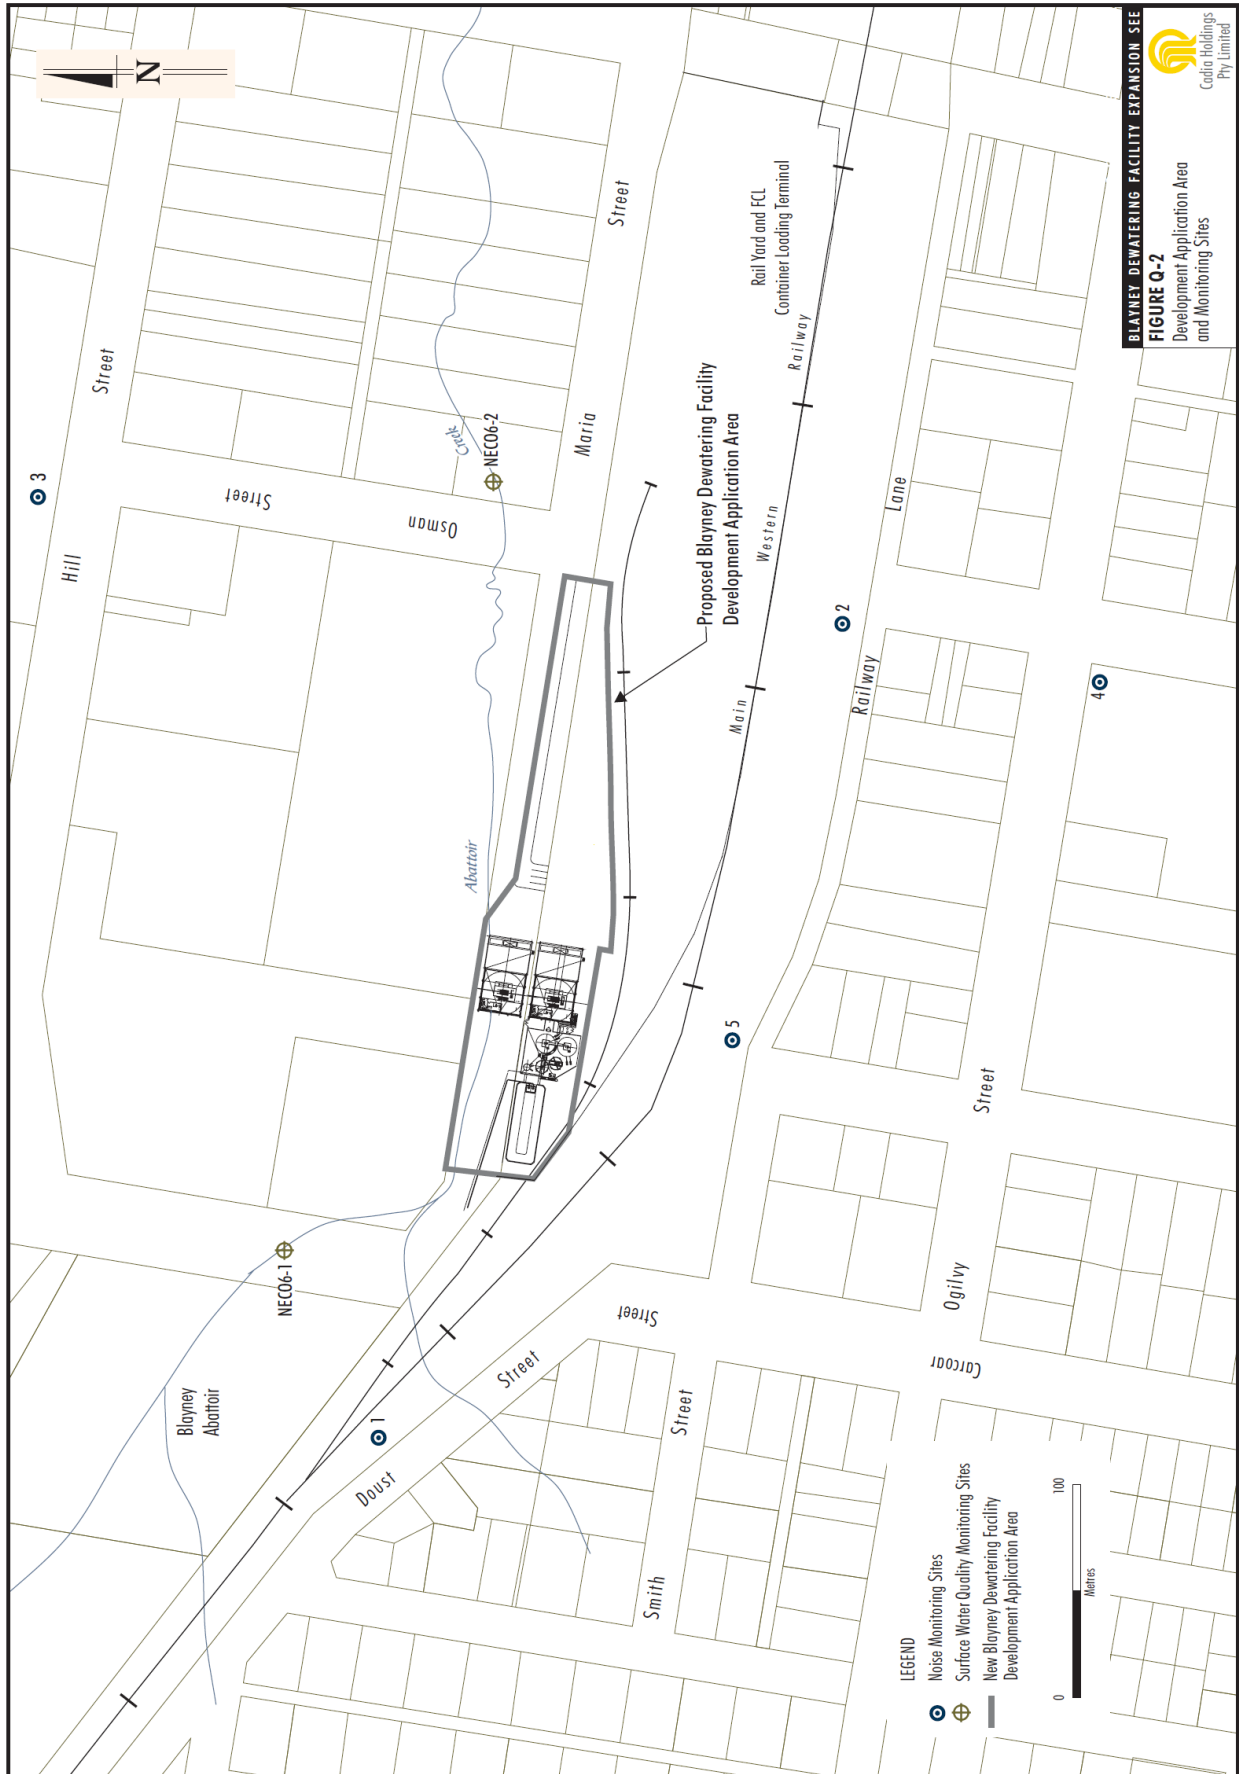 N
3
Hill
Street
Osman
Street
Creek
NEC06-2
Maria
Street
Abattoir
NEC06-1
Blayney
Abattoir
Proposed Blayney Dewatering Facility
Development Application Area
Rail Yard and FCL
Container Loading Terminal
Main
Western
Railway
1
2
4
5
Railway
Lane
Doust
Street
Street
Carcoar
Smith
Street
Ogilvy
Street
LEGEND
Noise Monitoring Sites
Surface Water Quality Monitoring Sites
New Blayney Dewatering Facility
Development Application Area
0
100
Metres
BLAYNEY DEWATERING FACILITY EXPANSION SEE
FIGURE Q-2
Development Application Area
and Monitoring Sites
Cadia Holdings
Pty Limited